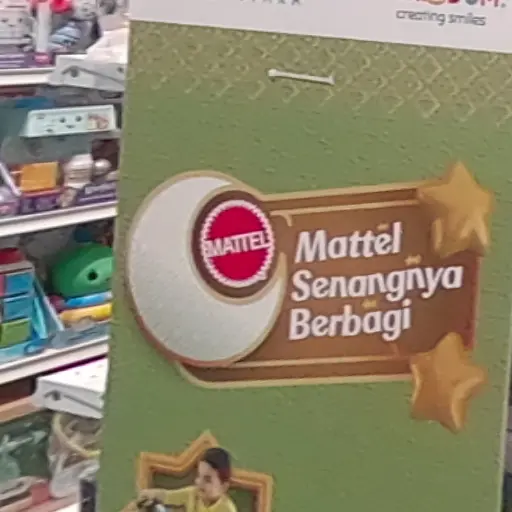 creating smiles
MATTEL
Mattel
Senangnya
Berbagi